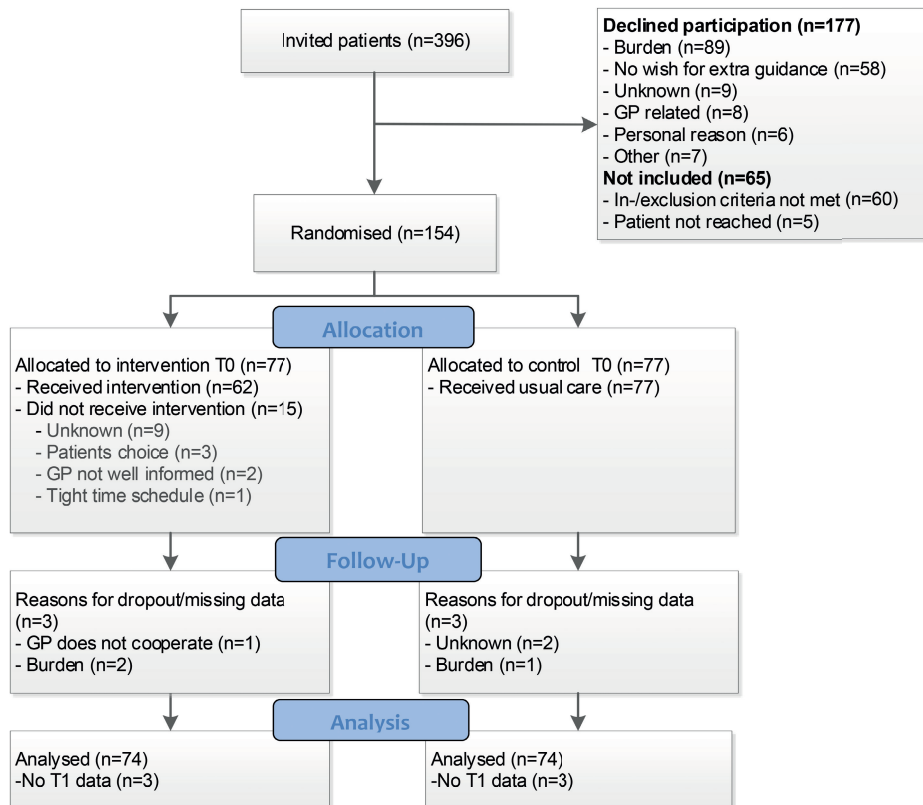 Invited patients (n=396)
Declined participation (n=177)
- Burden (n=89)
- No wish for extra guidance (n=58)
- Unknown (n=9)
- GP related (n=8)
- Personal reason (n=6)
- Other (n=7)
Not included (n=65)
- In-/exclusion criteria not met (n=60)
- Patient not reached (n=5)
Randomised (n=154)
Allocation
Allocated to intervention T0 (n=77)
- Received intervention (n=62)
- Did not receive intervention (n=15)
- Unknown (n=9)
- Patients choice (n=3)
- GP not well informed (n=2)
- Tight time schedule (n=1)
Allocated to control T0 (n=77)
- Received usual care (n=77)
Follow-Up
Reasons for dropout/missing data
(n=3)
- GP does not cooperate (n=1)
- Burden (n=2)
Reasons for dropout/missing data
(n=3)
- Unknown (n=2)
- Burden (n=1)
Analysis
Analysed (n=74)
-No T1 data (n=3)
Analysed (n=74)
-No T1 data (n=3)